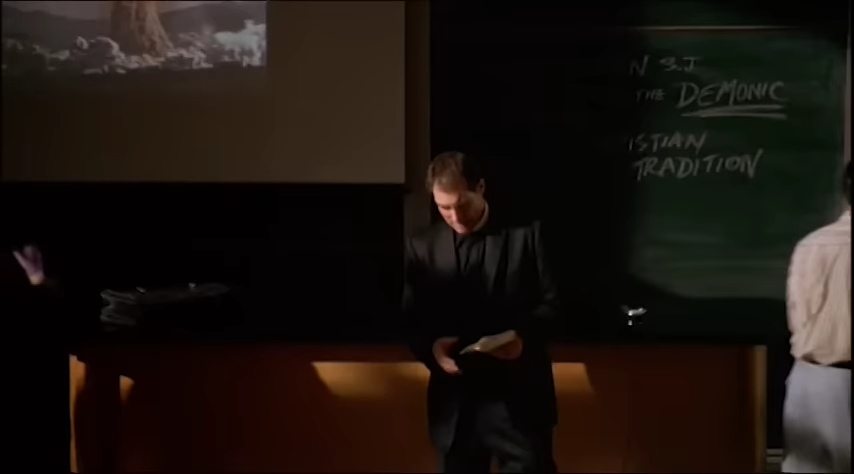 N S.J
THE DEMONIC
ISTIAN
TRADITION